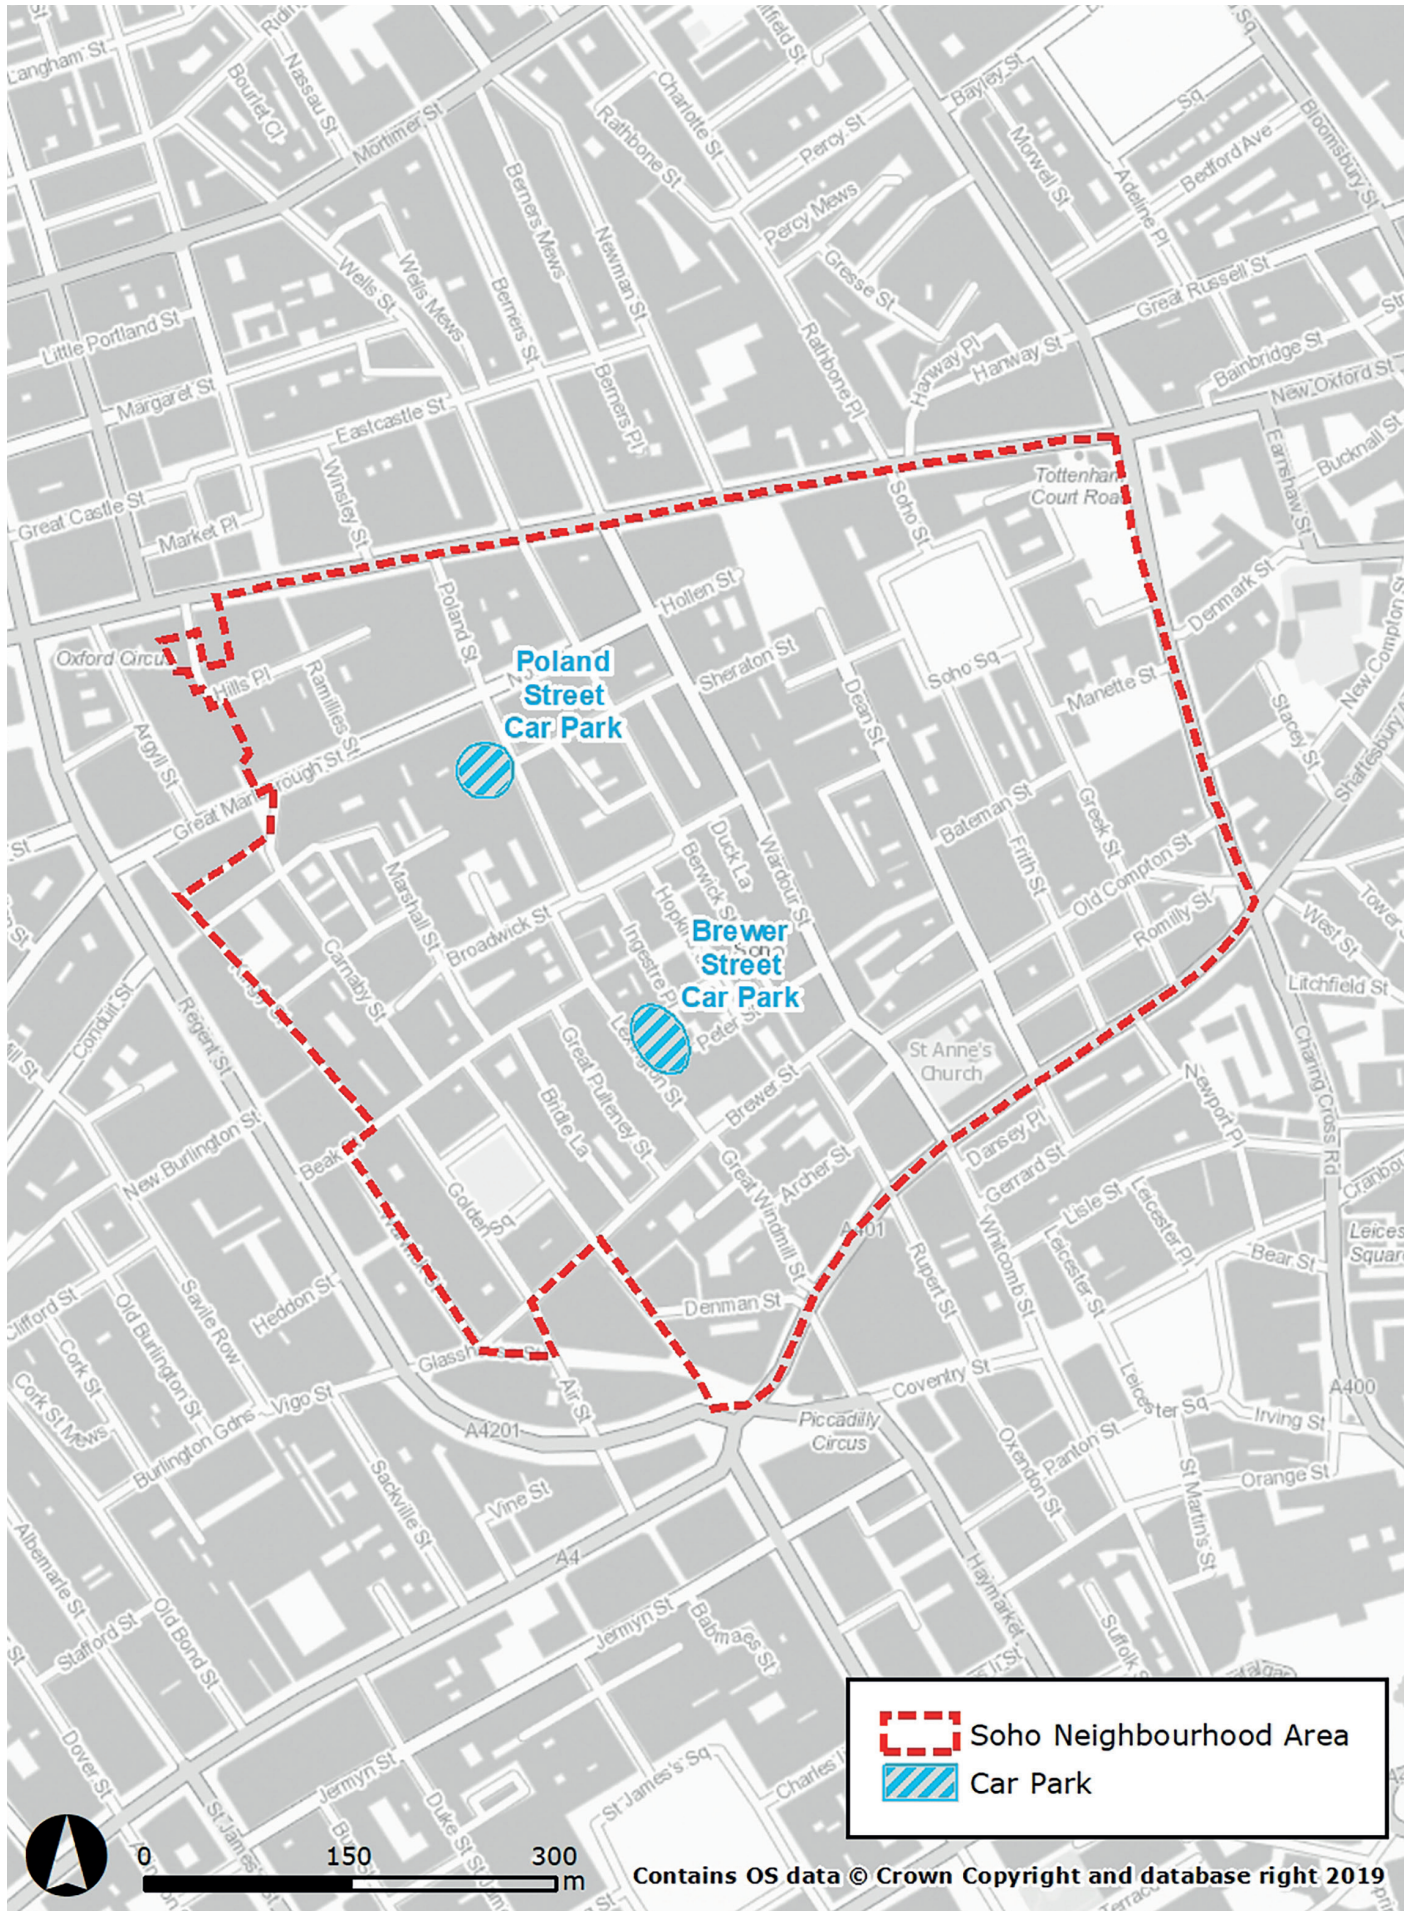 Langham St
Riding
Nassau St
Bourlet Cl
Mortimer St
Charlotte St
Rathbone St
Percy St
Bayley St
Sq
Sq
Morwell St
Adeline Pl
Bedford Ave
Bloomsbury St
Berners Mews
Newman St
Percy Mews
Gresse St
Wells St
Wells Mews
Berners St
Great Russell St
Little Portland St
Margaret St
Eastcastle St
Berners Pl
Rathbone Pl
Hanway Pl
Hanway St
Bainbridge St
New Oxford St
Bucknall St
Earnshaw St
Great Castle St
Market Pl
Winsley St
Tottenham
Court Road
Soho St
Poland St
Hollen St
Denmark St
New Compton St
Oxford Circus
Hills Pl
Ramillies St
Poland
Street
Car Park
Sheraton St
Soho Sq
Manette St
Stacey St
Argyll St
Dean St
Great Marlborough St
Duck La
Wardour St
Bateman St
Greek St
Frith St
Old Compton St
Romilly St
West St
Tower
Marshall St
Berwick St
Broadwick St
Carnaby St
Ingestre Pl
Brewer
Street
Car Park
Soho
Litchfield St
Conduit St
Regent St
Great Pulteney St
Lexington St
St Anne's
Church
Charing Cross Rd
Newport Pl
Bridle La
Brewer St
Dansey Pl
Gerrard St
New Burlington St
Beak
Golden Sq
Great Windmill St
Archer St
Lisle St
Leicester Pl
Leicester St
A401
Rupert St
Whitcomb St
Bear St
Clifford St
Cork St
Old Burlington St
Savile Row
Heddon St
Denman St
Cork St Mews
Burlington Gdns
Vigo St
Air St
A4201
Coventry St
Piccadilly
Circus
Leicester Sq
Irving St
A400
Panton St
Oxendon St
Orange St
St Martin's St
Sackville St
Vine St
A4
Albemarle St
Stafford St
Old Bond St
Jermyn St
Babmaes St
Haymarket
Suffolk
Dover St
Jermyn St
Duke St
St James's Sq
Charles
Soho Neighbourhood Area
Car Park
0 150 300
m
Contains OS data © Crown Copyright and database right 2019